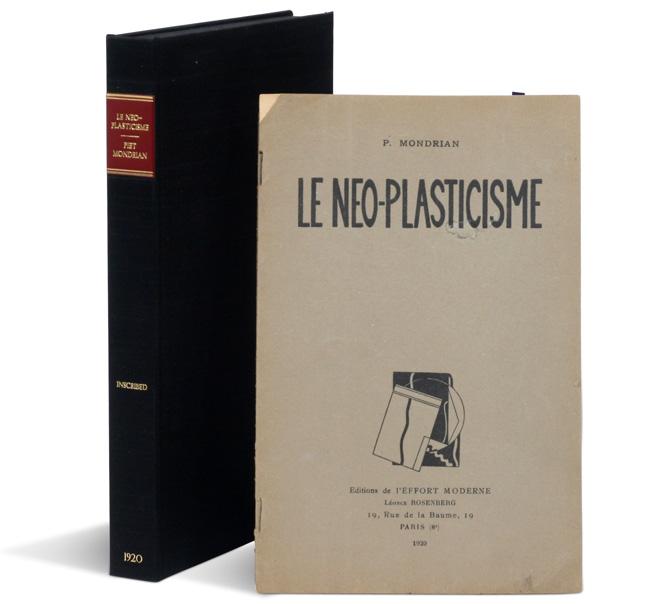 LE NEO-
PLASTICISME
PIET
MONDRIAN
INSCRIBED
1920
P. MONDRIAN
LE NEO-PLASTICISME
Editions de l'EFFORT MODERNE
Léonce ROSENBERG
19, Rue de la Baume, 19
PARIS (8e)
1920